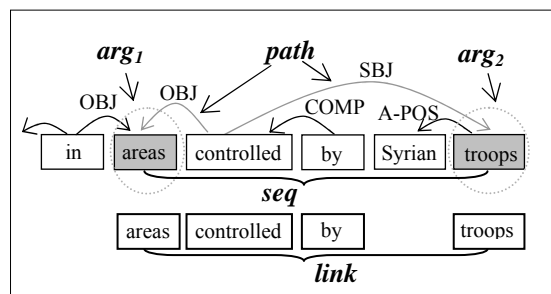 arg1 path arg2
SBJ
OBJ OBJ COMP A-POS
in areas controlled by Syrian troops
seq
areas controlled by troops
link